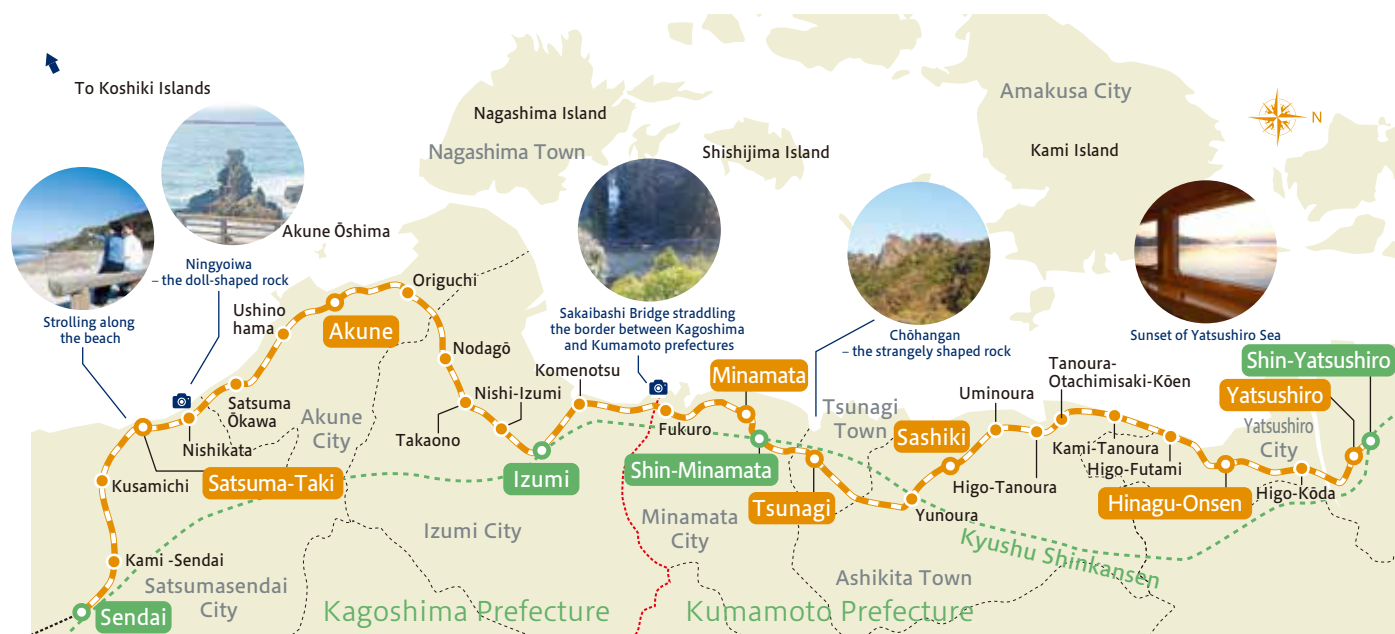 To Koshiki Islands
Nagashima Island
Nagashima Town
Shishijima Island
Amakusa City
Kami Island
N
Akune Ōshima
Strolling along
the beach
Ningyoiwa
– the doll-shaped rock
Sakaibashi Bridge straddling
the border between Kagoshima
and Kumamoto prefectures
Chōhangan
– the strangely shaped rock
Sunset of Yatsushiro Sea
Sendai
Kami -Sendai
Kusamichi
Satsuma-Taki
Nishikata
Satsuma
Ōkawa
Ushino
hama
Akune
Origuchi
Nodagō
Takaono
Nishi-Izumi
Izumi
Komenotsu
Fukuro
Minamata
Shin-Minamata
Tsunagi
Yunoura
Sashiki
Uminoura
Higo-Tanoura
Tanoura-
Otachimisaki-Kōen
Kami-Tanoura
Higo-Futami
Hinagu-Onsen
Higo-Kōda
Yatsushiro
Shin-Yatsushiro
Satsumasendai
City
Akune
City
Izumi City
Minamata
City
Tsunagi
Town
Ashikita Town
Yatsushiro
City
Kyushu Shinkansen
Kagoshima Prefecture
Kumamoto Prefecture